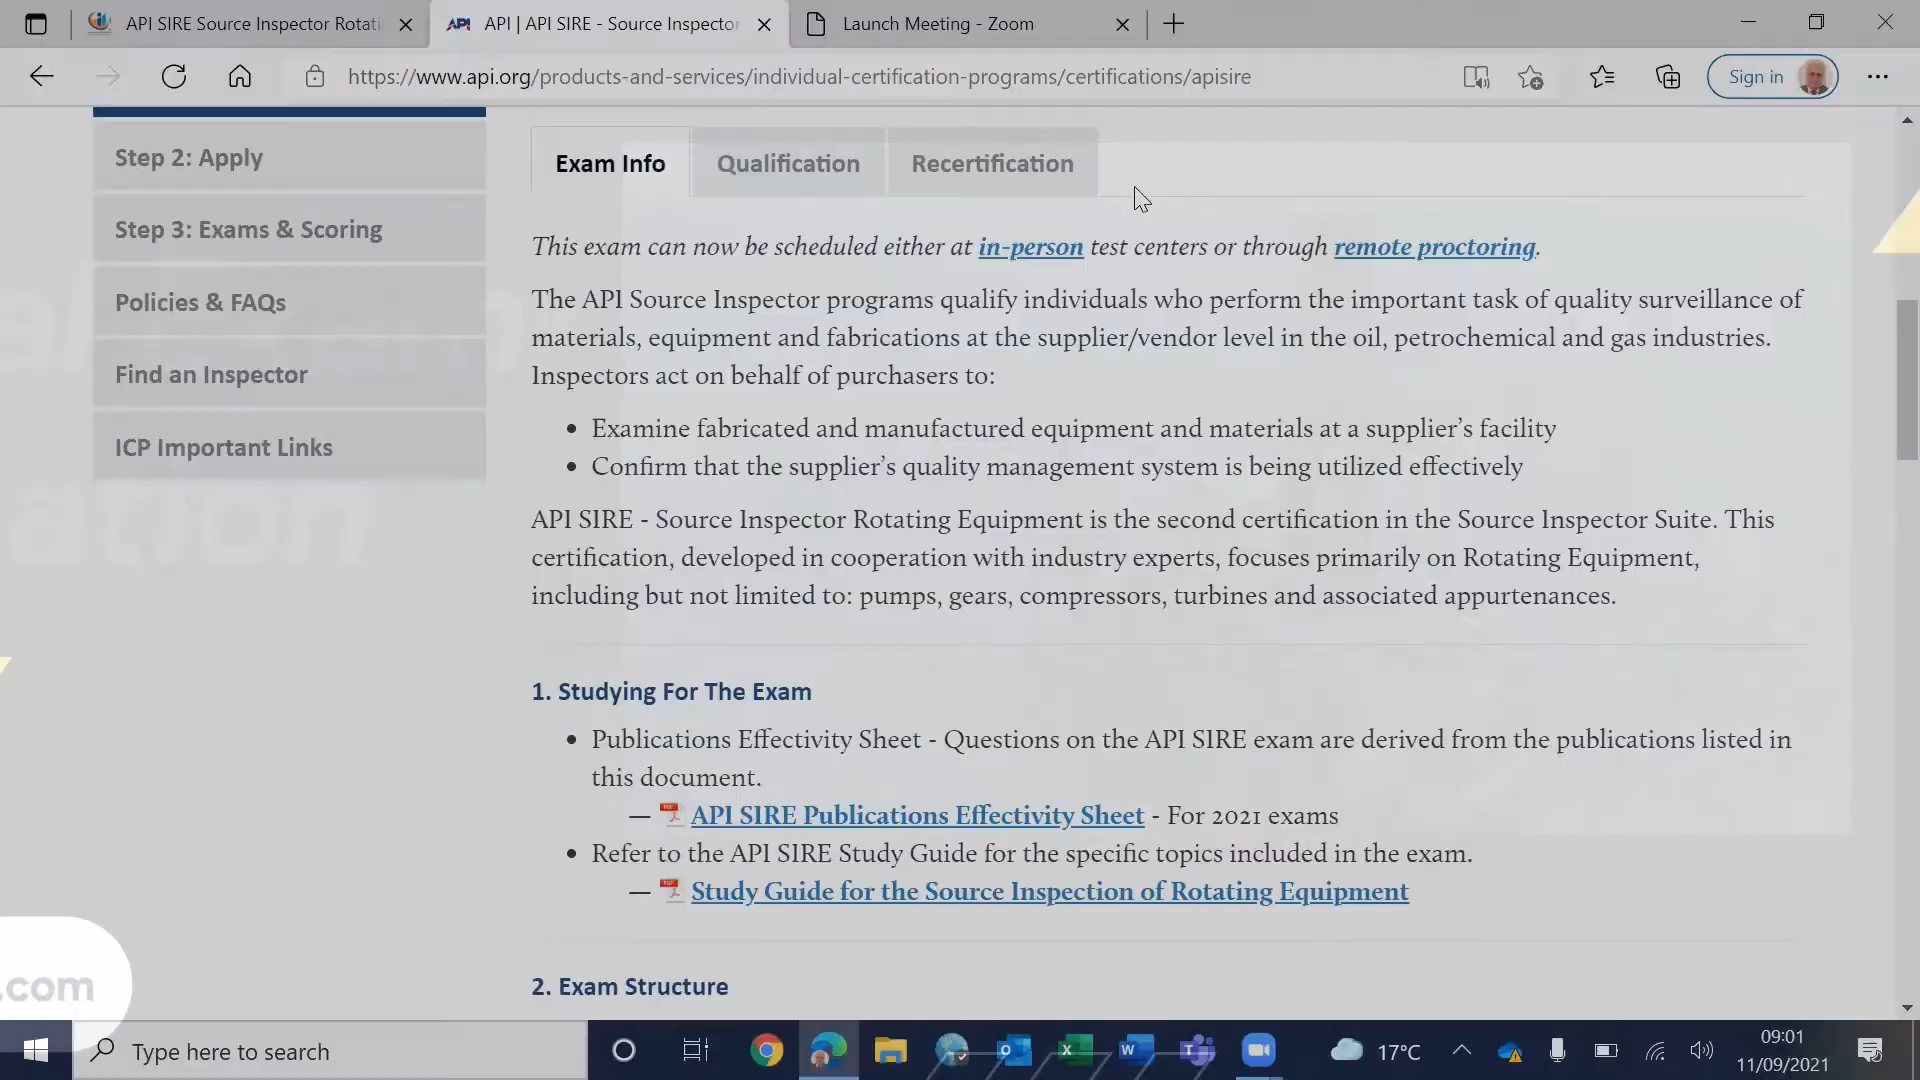 API SIRE Source Inspector Rotati
API | API SIRE - Source Inspector
Launch Meeting - Zoom
https://www.api.org/products-and-services/individual-certification-programs/certifications/apisire
Sign in
Step 2: Apply
Step 3: Exams & Scoring
Policies & FAQs
Find an Inspector
ICP Important Links
Exam Info
Qualification
Recertification
This exam can now be scheduled either at in-person test centers or through remote proctoring.
The API Source Inspector programs qualify individuals who perform the important task of quality surveillance of
materials, equipment and fabrications at the supplier/vendor level in the oil, petrochemical and gas industries.
Inspectors act on behalf of purchasers to:
• Examine fabricated and manufactured equipment and materials at a supplier’s facility
• Confirm that the supplier’s quality management system is being utilized effectively
API SIRE - Source Inspector Rotating Equipment is the second certification in the Source Inspector Suite. This
certification, developed in cooperation with industry experts, focuses primarily on Rotating Equipment,
including but not limited to: pumps, gears, compressors, turbines and associated appurtenances.
1. Studying For The Exam
• Publications Effectivity Sheet - Questions on the API SIRE exam are derived from the publications listed in
this document.
— API SIRE Publications Effectivity Sheet - For 2021 exams
• Refer to the API SIRE Study Guide for the specific topics included in the exam.
— Study Guide for the Source Inspection of Rotating Equipment
2. Exam Structure
ation
.com
Type here to search
17°C
09:01
11/09/2021